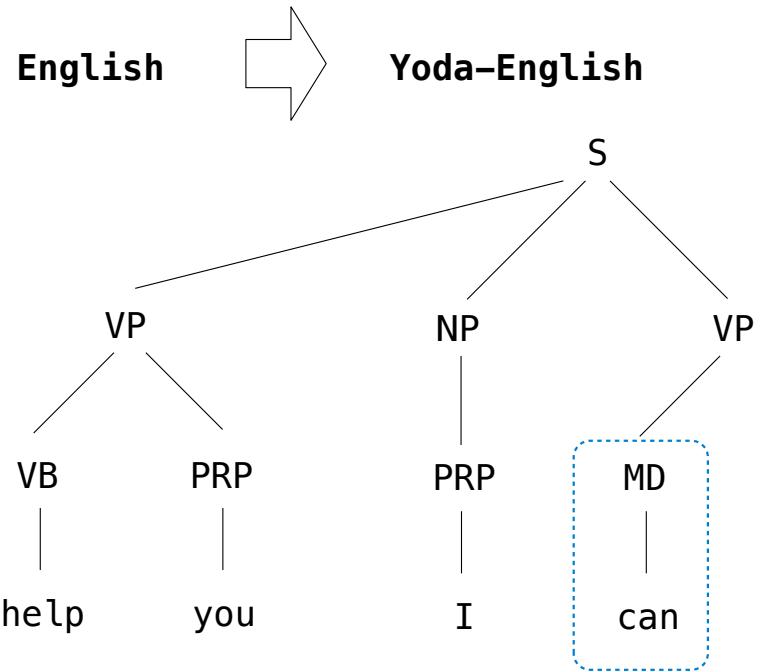 English Yoda–English
S
VP NP VP
VB PRP PRP MD
help you I can